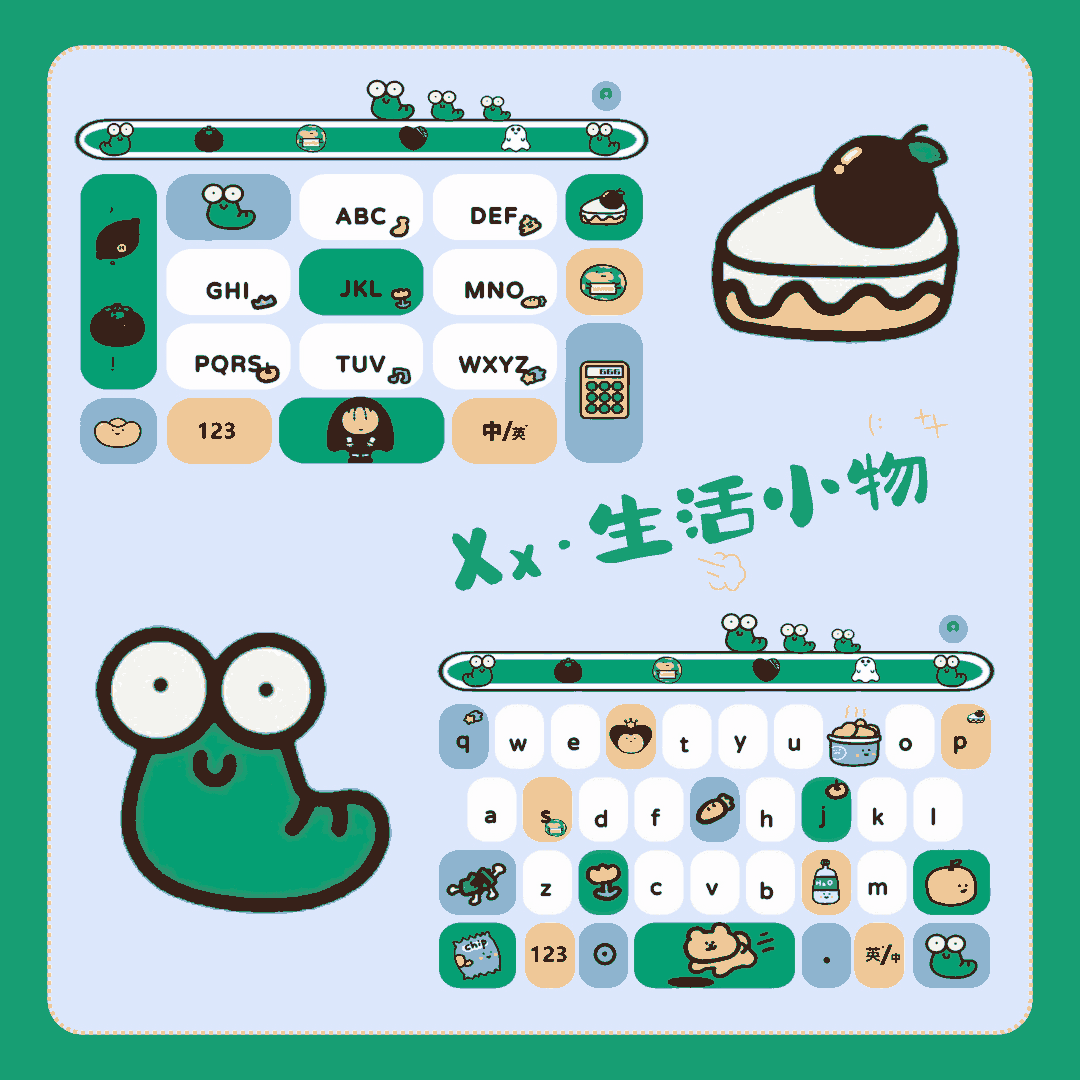 ABC DEF
GHI JKL MNO
PQRS TUV WXYZ
666
123 中/英
Xx·生活小物
q w e t y u o p
a s d f h j k l
z c v b H2O m
chip 123 . 英/中